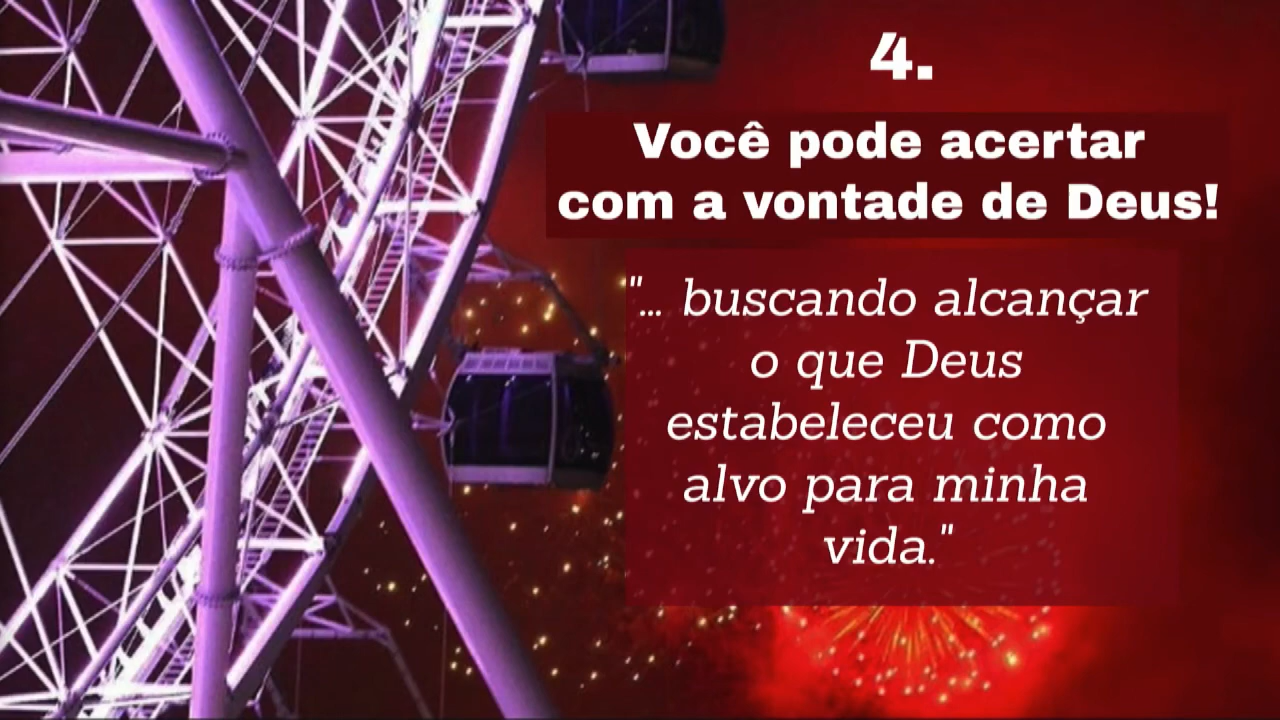 4.
Você pode acertar
com a vontade de Deus!
"... buscando alcançar
o que Deus
estabeleceu como
alvo para minha
vida."